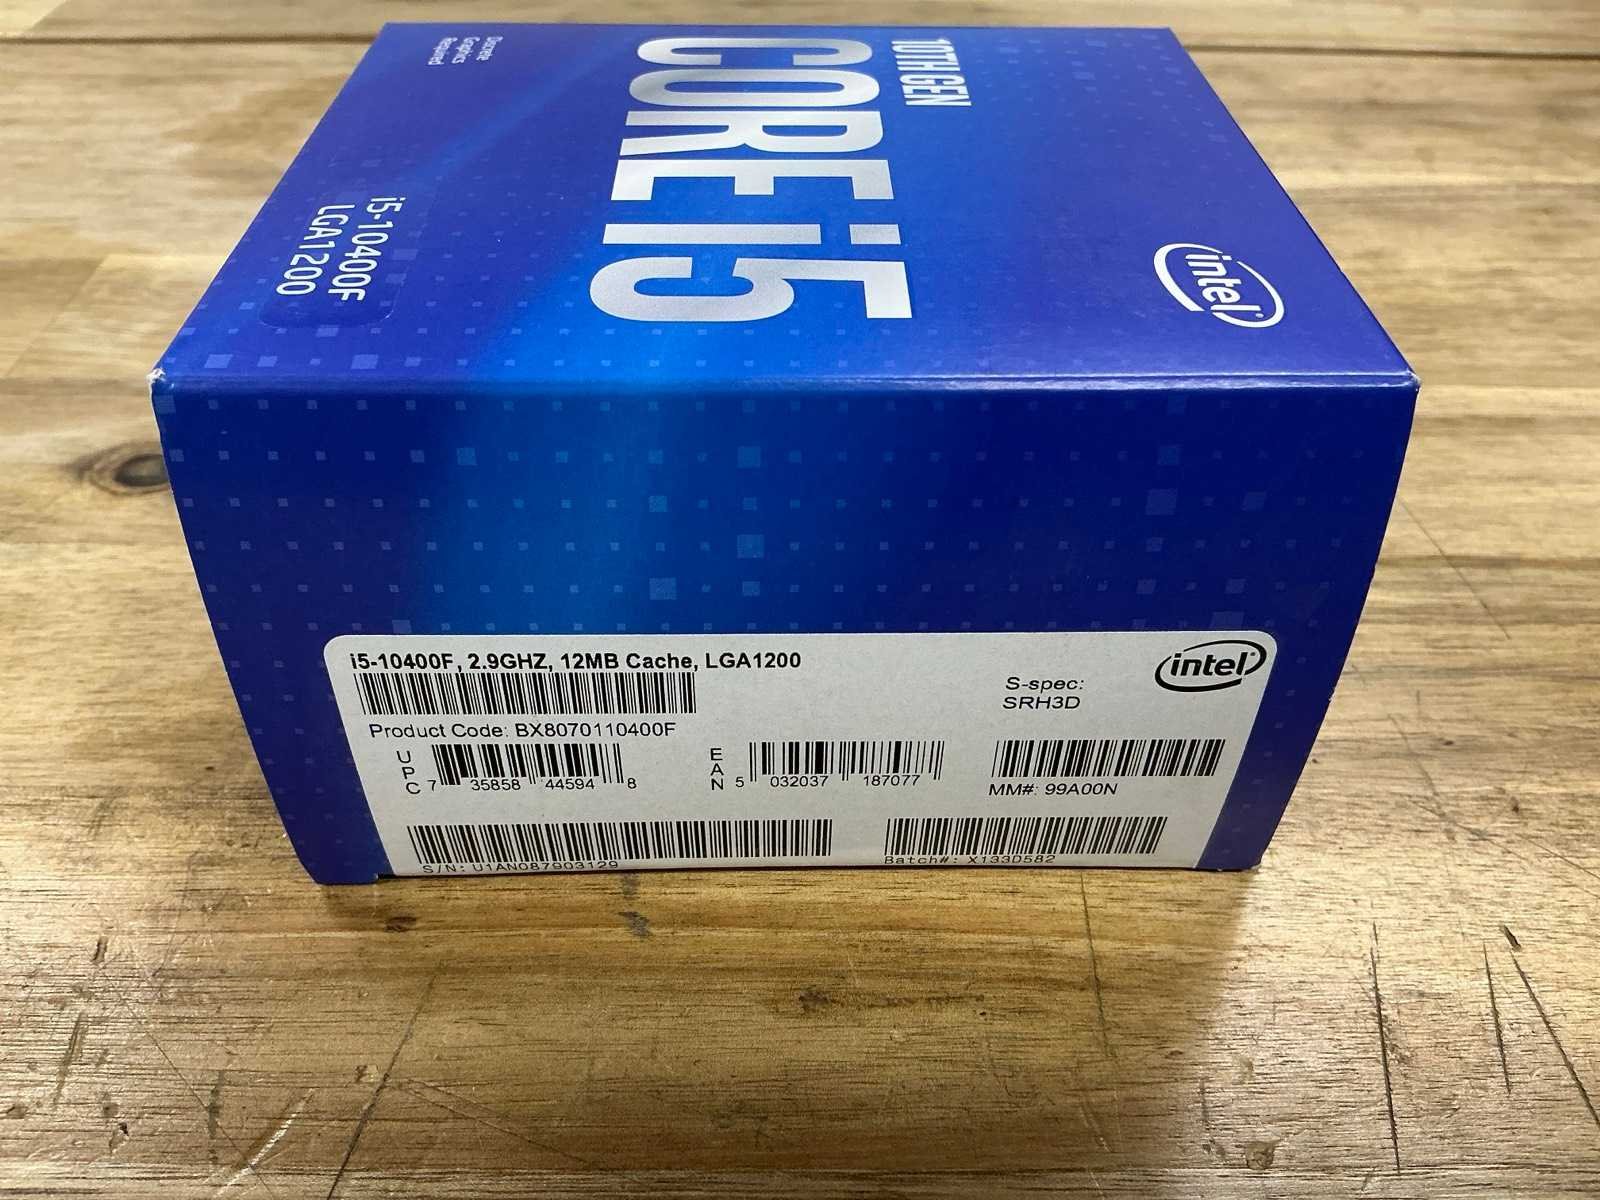 Discrete
Graphics
Required
10TH GEN
CORE i5
i5-10400F
LGA1200
intel
i5-10400F, 2.9GHZ, 12MB Cache, LGA1200
intel
S-spec:
SRH3D
Product Code: BX8070110400F
UPC 7 35858 44594 8
EAN 5 032037 187077
MM#: 99A00N
S/N: U1AN087903129
Batch#: X133D582